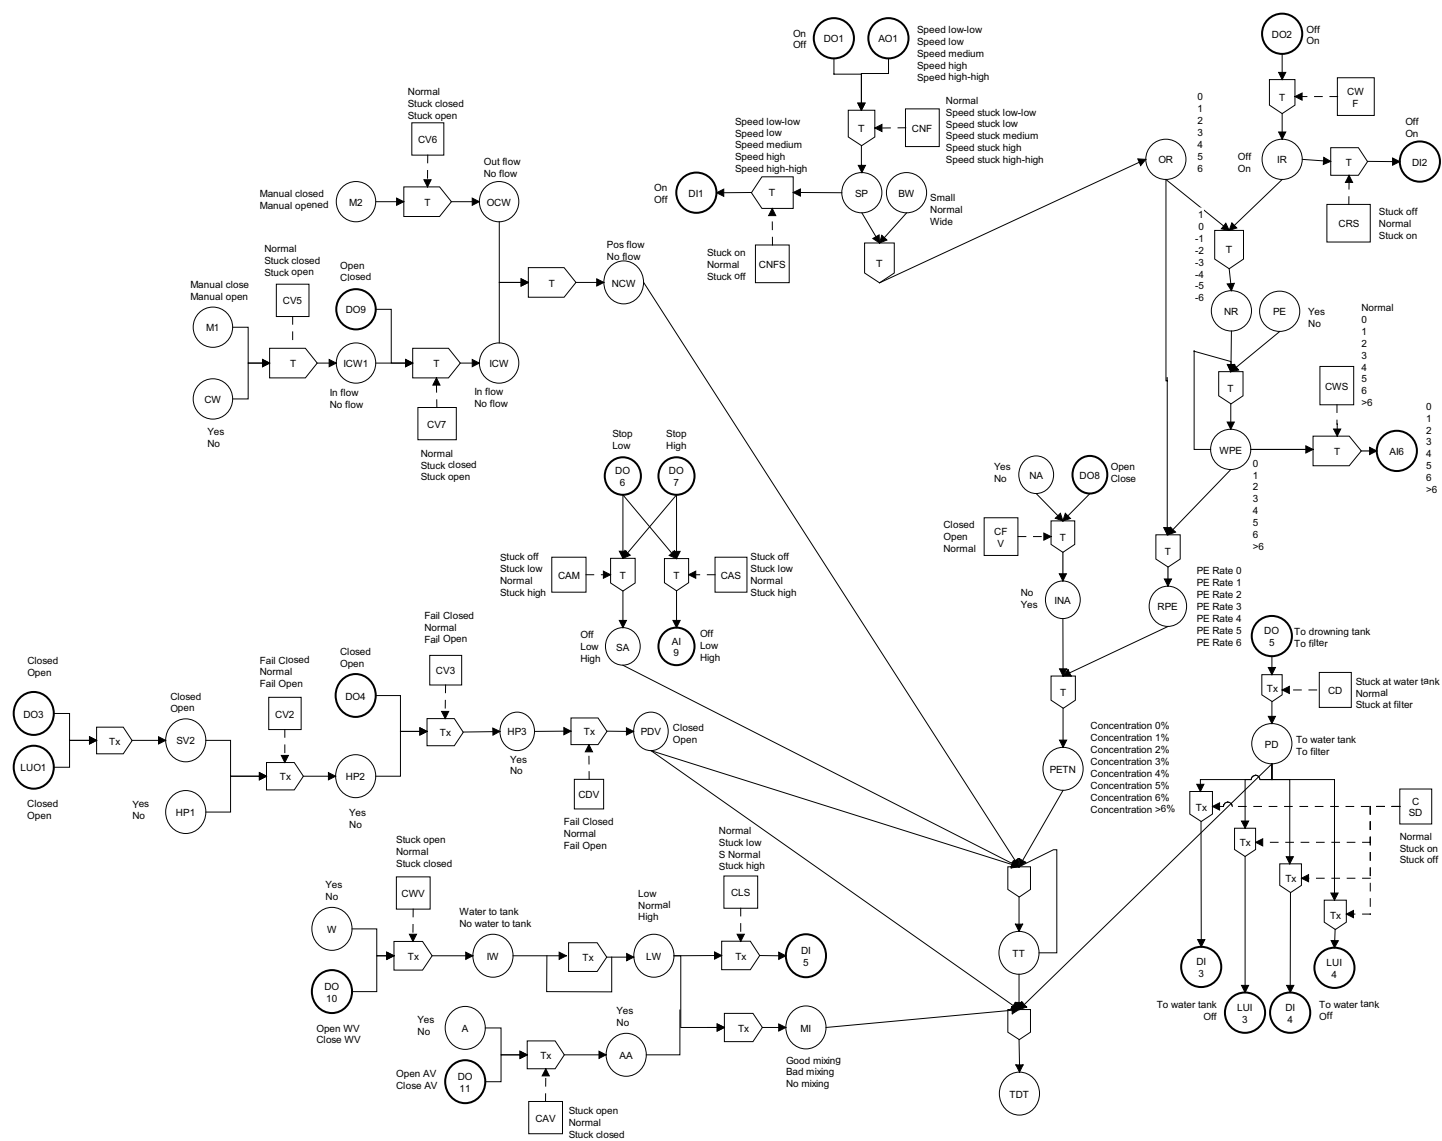 On
Off
DO1
AO1
Speed low-low
Speed low
Speed medium
Speed high
Speed high-high
DO2
Off
On
T
CW
F
Normal
Stuck closed
Stuck open
CV6
Manual closed
Manual opened
M2
T
Out flow
No flow
OCW
Speed low-low
Speed low
Speed medium
Speed high
Speed high-high
T
CNF
Normal
Speed stuck low-low
Speed stuck low
Speed stuck medium
Speed stuck high
Speed stuck high-high
On
Off
DI1
T
SP
BW
Small
Normal
Wide
Stuck on
Normal
Stuck off
CNFS
T
OR
0
1
2
3
4
5
6
Off
On
IR
T
Off
On
DI2
CRS
Stuck off
Normal
Stuck on
1
0
-1
-2
-3
-4
-5
-6
T
NR
PE
Yes
No
Normal
Stuck closed
Stuck open
CV5
Open
Closed
DO9
Pos flow
No flow
T
NCW
Manual close
Manual open
M1
T
ICW1
T
ICW
CW
Yes
No
In flow
No flow
In flow
No flow
CV7
Normal
Stuck closed
Stuck open
T
CWS
Normal
0
1
2
3
4
5
6
>6
WPE
T
AI6
0
1
2
3
4
5
6
>6
0
1
2
3
4
5
6
>6
Stop
Low
Stop
High
DO
6
DO
7
Yes
No
NA
DO8
Open
Close
Closed
Open
Normal
CF
V
T
T
Stuck off
Stuck low
Normal
Stuck high
CAM
T
T
CAS
Stuck off
Stuck low
Normal
Stuck high
No
Yes
INA
RPE
PE Rate 0
PE Rate 1
PE Rate 2
PE Rate 3
PE Rate 4
PE Rate 5
PE Rate 6
Off
Low
High
SA
AI
9
Off
Low
High
DO
5
To drowning tank
To filter
Tx
CD
Stuck at water tank
Normal
Stuck at filter
T
Closed
Open
DO3
Tx
LUO1
Closed
Open
Closed
Open
SV2
Yes
No
HP1
Fail Closed
Normal
Fail Open
CV2
Tx
Closed
Open
DO4
HP2
Yes
No
Fail Closed
Normal
Fail Open
CV3
Tx
HP3
Yes
No
Tx
CDV
Fail Closed
Normal
Fail Open
PDV
Closed
Open
PETN
Concentration 0%
Concentration 1%
Concentration 2%
Concentration 3%
Concentration 4%
Concentration 5%
Concentration 6%
Concentration >6%
PD
To water tank
To filter
Tx
Tx
Tx
Tx
C
SD
Normal
Stuck on
Stuck off
DI
3
LUI
4
To water tank
Off
LUI
3
DI
4
To water tank
Off
Yes
No
W
DO
10
Open WV
Close WV
Stuck open
Normal
Stuck closed
CWV
Tx
Water to tank
No water to tank
IW
Tx
Low
Normal
High
LW
Normal
Stuck low
S Normal
Stuck high
CLS
Tx
DI
5
TT
Yes
No
A
DO
11
Open AV
Close AV
Tx
CAV
Stuck open
Normal
Stuck closed
Yes
No
AA
Tx
MI
Good mixing
Bad mixing
No mixing
TDT